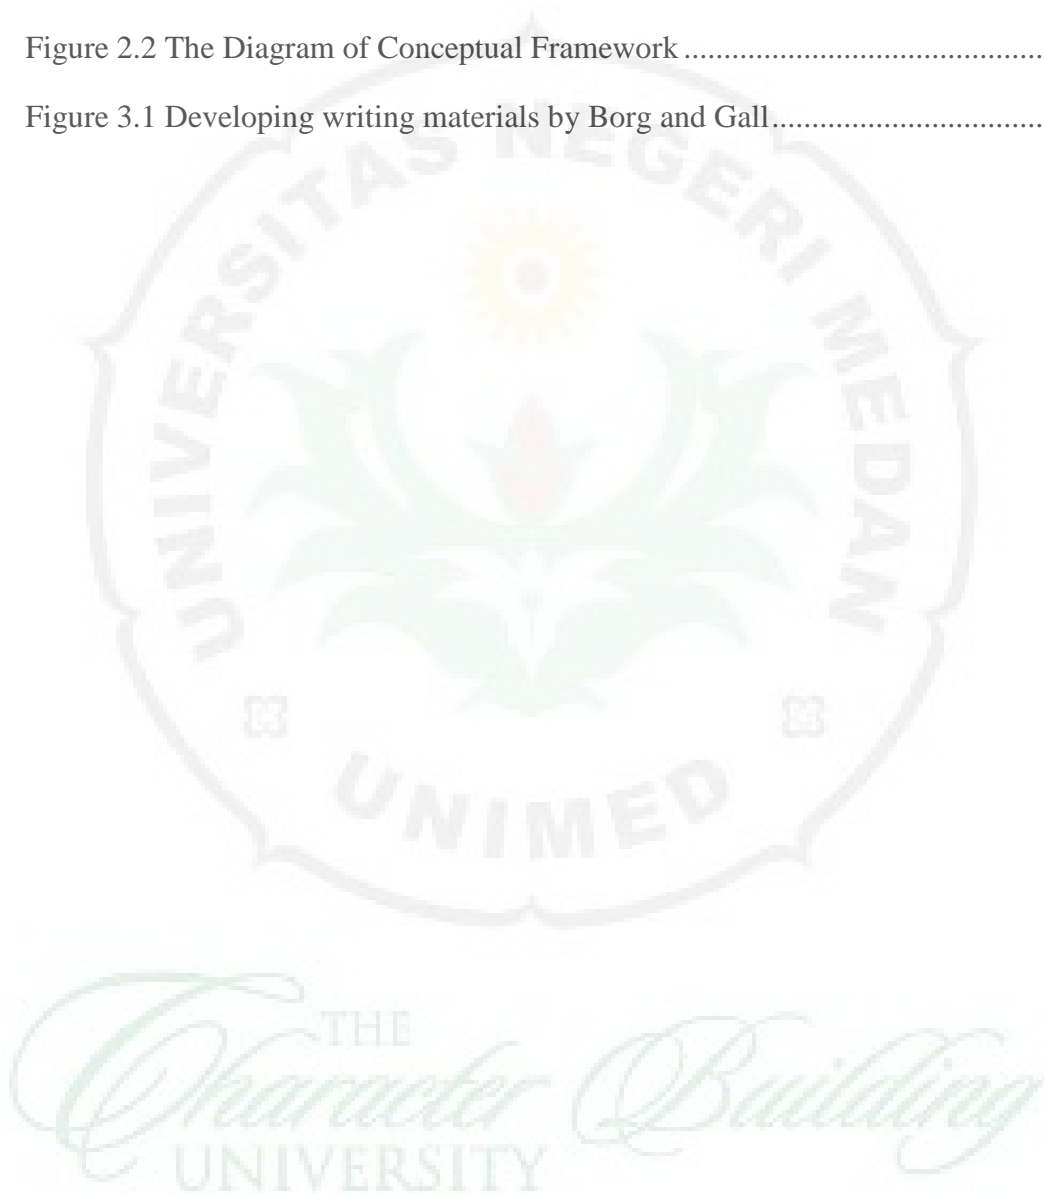 Figure 2.2 The Diagram of Conceptual Framework ........................................
Figure 3.1 Developing writing materials by Borg and Gall..................................
UNIVERSITAS NEGERI MEDAN
UNIMED
THE
Character Building
UNIVERSITY